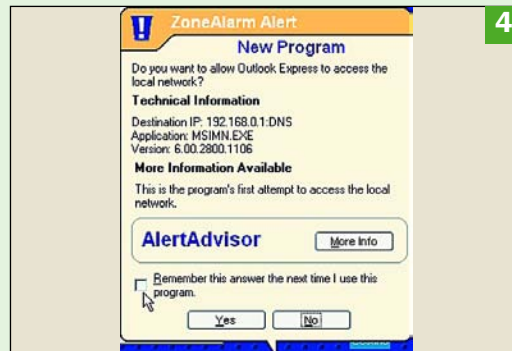 4
ZoneAlarm Alert
New Program
Do you want to allow Outlook Express to access the
local network?
Technical Information
Destination IP: 192.168.0.1:DNS
Application: MSIMN.EXE
Version: 6.00.2800.1106
More Information Available
This is the program's first attempt to access the local
network.
AlertAdvisor
More Info
Remember this answer the next time I use this
program.
Yes No